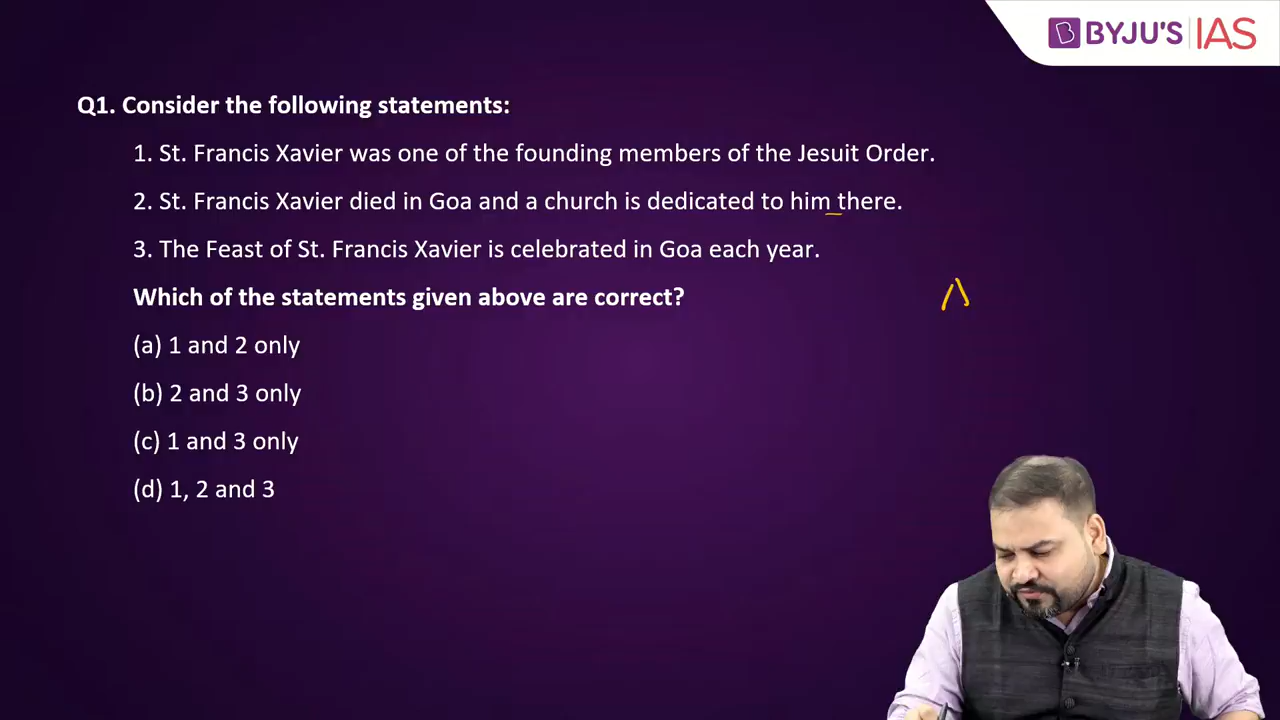 BYJU'S IAS
Q1. Consider the following statements:
1. St. Francis Xavier was one of the founding members of the Jesuit Order.
2. St. Francis Xavier died in Goa and a church is dedicated to him there.
3. The Feast of St. Francis Xavier is celebrated in Goa each year.
Which of the statements given above are correct?
(a) 1 and 2 only
(b) 2 and 3 only
(c) 1 and 3 only
(d) 1, 2 and 3